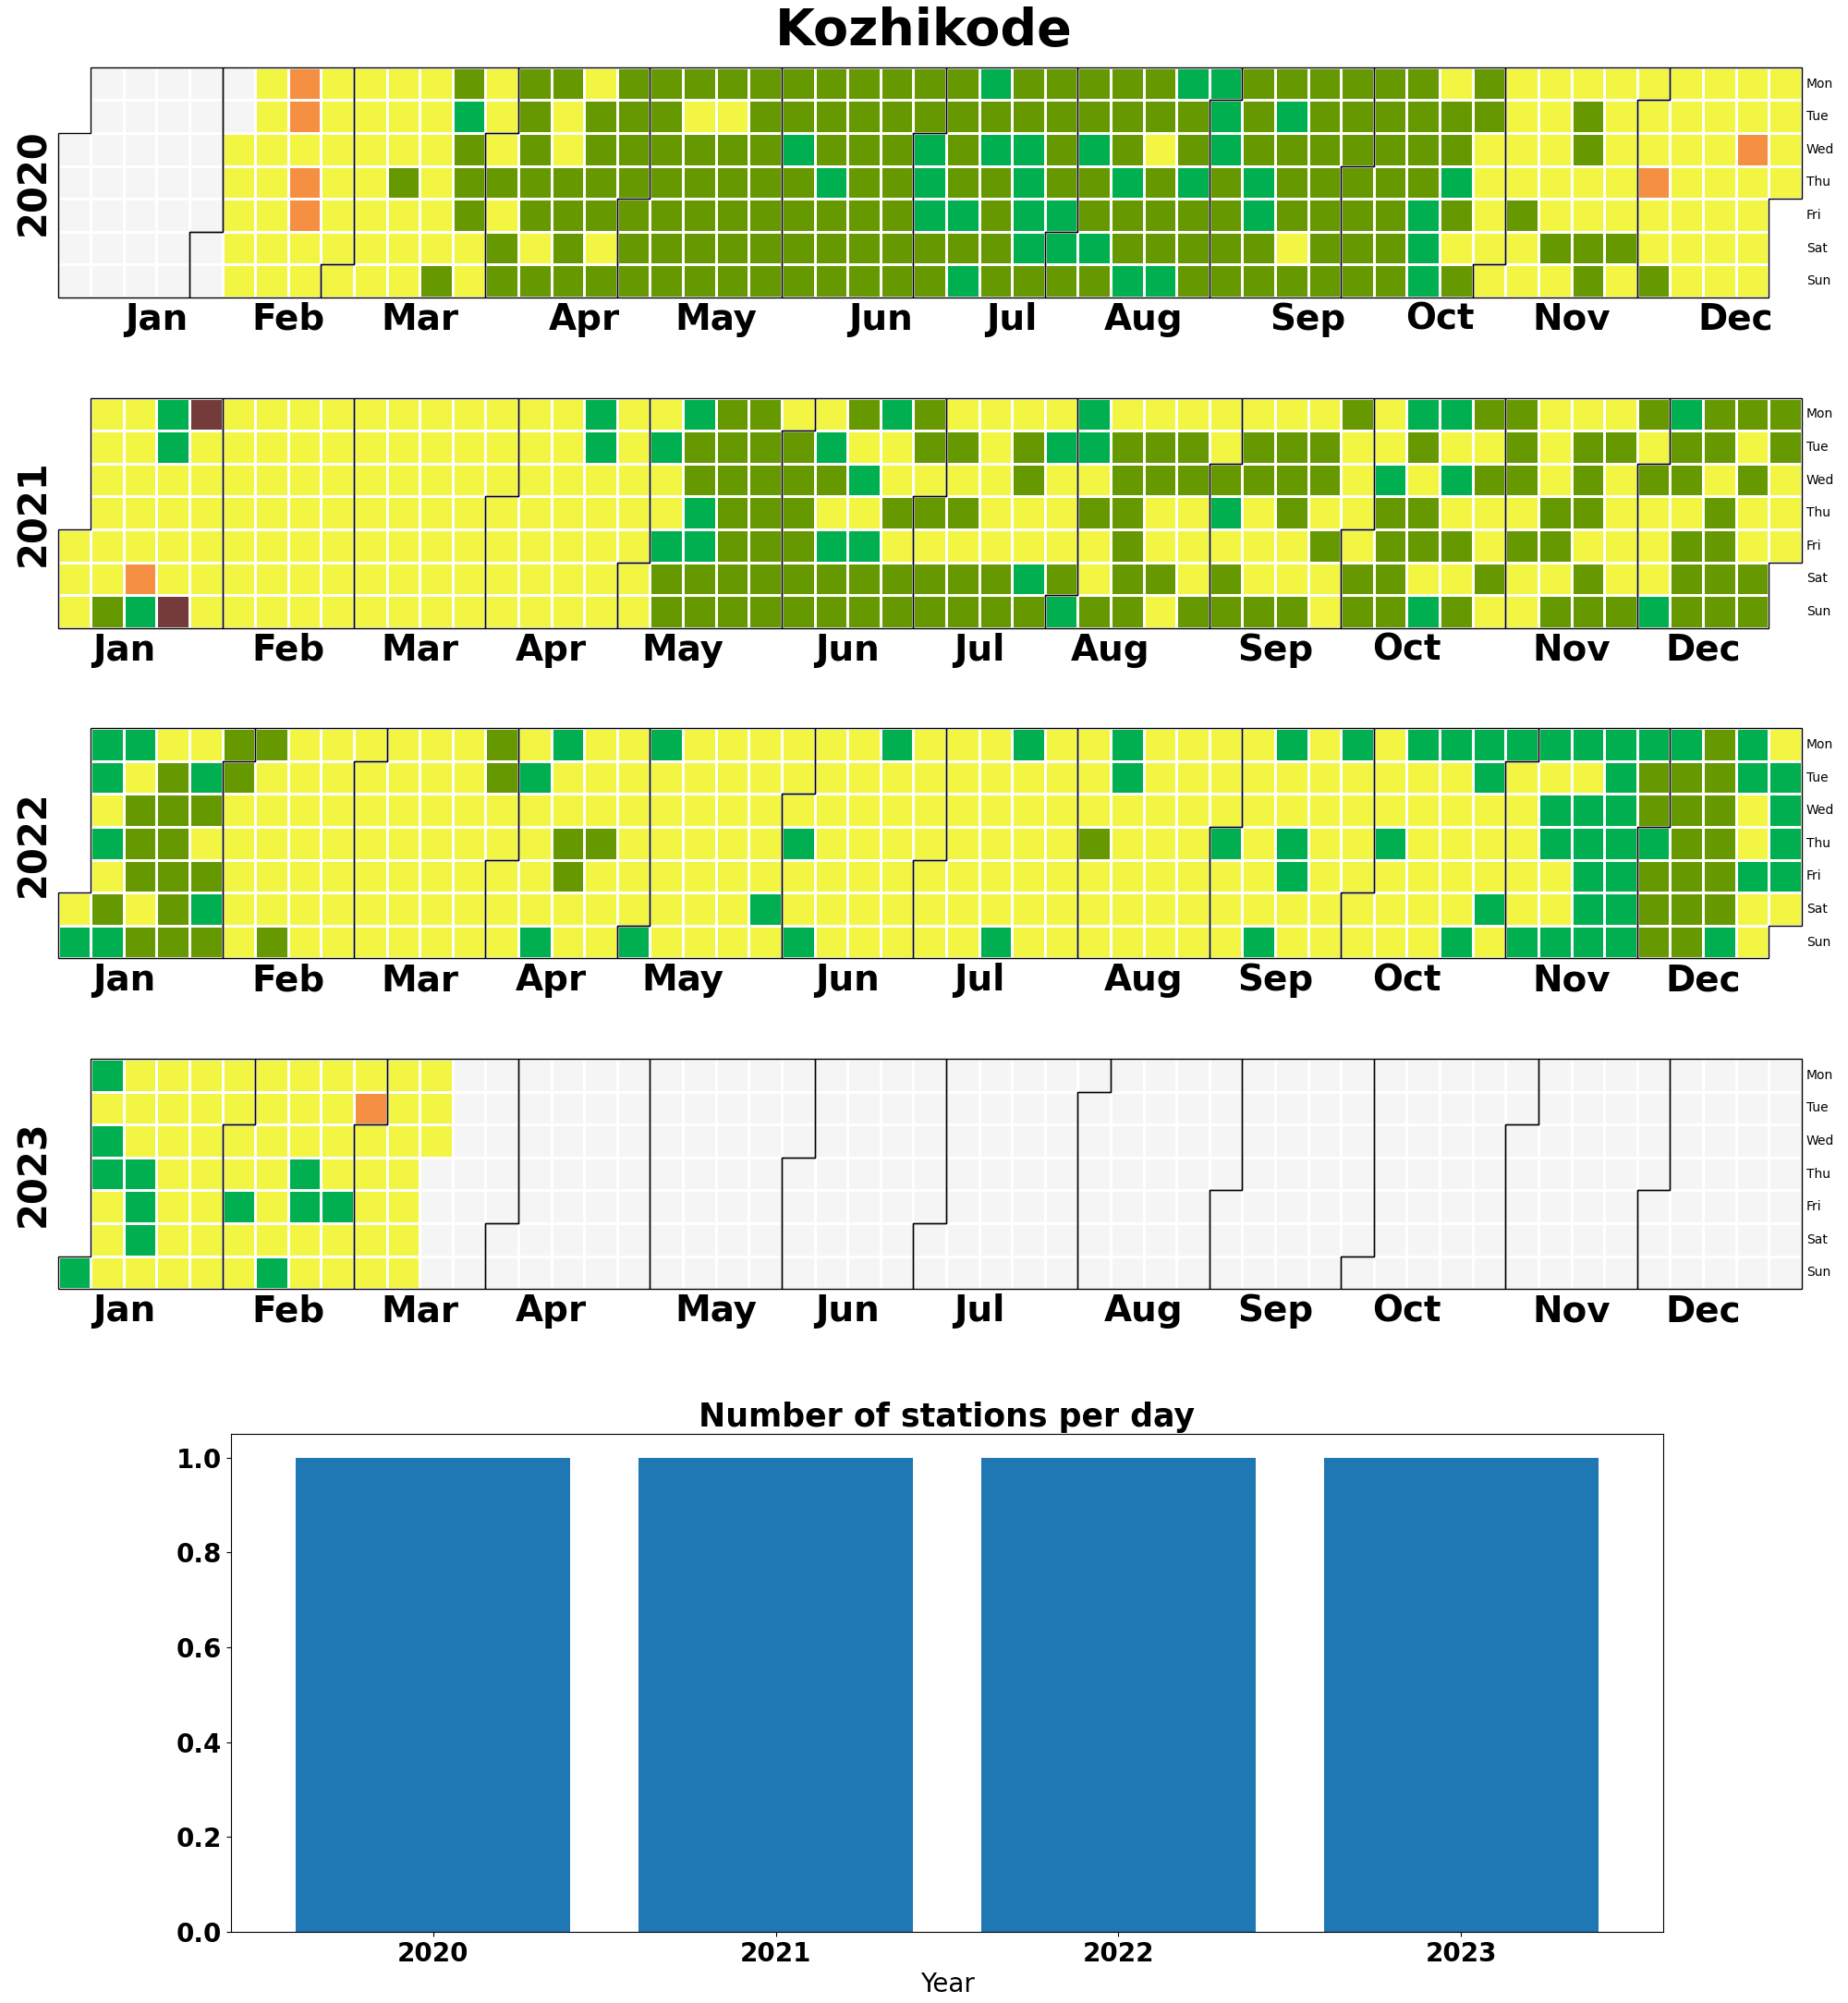 Kozhikode
2020
Mon
Tue
Wed
Thu
Fri
Sat
Sun
Jan Feb Mar Apr May Jun Jul Aug Sep Oct Nov Dec
2021
Mon
Tue
Wed
Thu
Fri
Sat
Sun
Jan Feb Mar Apr May Jun Jul Aug Sep Oct Nov Dec
2022
Mon
Tue
Wed
Thu
Fri
Sat
Sun
Jan Feb Mar Apr May Jun Jul Aug Sep Oct Nov Dec
2023
Mon
Tue
Wed
Thu
Fri
Sat
Sun
Jan Feb Mar Apr May Jun Jul Aug Sep Oct Nov Dec
Number of stations per day
1.0
0.8
0.6
0.4
0.2
0.0
2020 2021 2022 2023
Year